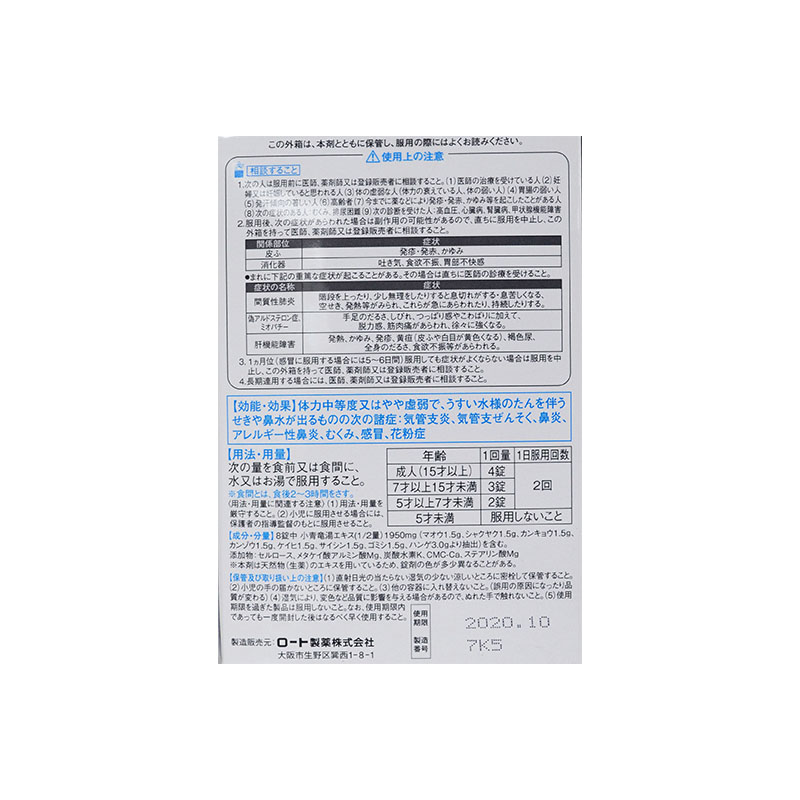 この外箱は、本剤とともに保管し、服用の際にはよくお読みください。
⚠使用上の注意
相談すること
1.次の人は服用前に医師、薬剤師又は登録販売者に相談すること。(1)医師の治療を受けている人(2)妊
婦又は妊娠していると思われる人(3)体の虚弱な人(体力の衰えている人、体の弱い人)(4)胃腸の弱い人
(5)発汗傾向の著しい人(6)高齢者(7)今までに薬などにより発疹・発赤、かゆみ等を起こしたことがある人
(8)次の症状のある人:むくみ、排尿困難(9)次の診断を受けた人:高血圧、心臓病、腎臓病、甲状腺機能障害
2.服用後、次の症状があらわれた場合は副作用の可能性があるので、直ちに服用を中止し、この
外箱を持って医師、薬剤師又は登録販売者に相談すること。
関係部位 症状
皮ふ 発疹・発赤、かゆみ
消化器 吐き気、食欲不振、胃部不快感
●まれに下記の重篤な症状が起こることがある。その場合は直ちに医師の診療を受けること。
症状の名称 症状
間質性肺炎 階段を上ったり、少し無理をしたりすると息切れがする・息苦しくなる、
空せき、発熱等がみられ、これらが急にあらわれたり、持続したりする。
偽アルドステロン症、 手足のだるさ、しびれ、つっぱり感やこわばりに加えて、
ミオパチー 脱力感、筋肉痛があらわれ、徐々に強くなる。
肝機能障害 発熱、かゆみ、発疹、黄疸(皮ふや白目が黄色くなる)、褐色尿、
全身のだるさ、食欲不振等があらわれる。
3.1ヵ月位(感冒に服用する場合には5〜6日間)服用しても症状がよくならない場合は服用を中
止し、この外箱を持って医師、薬剤師又は登録販売者に相談すること。
4.長期連用する場合には、医師、薬剤師又は登録販売者に相談すること。
【効能・効果】体力中等度又はやや虚弱で、うすい水様のたんを伴う
せきや鼻水が出るものの次の諸症:気管支炎、気管支ぜんそく、鼻炎、
アレルギー性鼻炎、むくみ、感冒、花粉症
【用法・用量】
次の量を食前又は食間に、
水又はお湯で服用すること。
※食間とは、食後2〜3時間をさす。
〈用法・用量に関連する注意〉(1)用法・用量を
厳守すること。(2)小児に服用させる場合には、
保護者の指導監督のもとに服用させること。
年齢 1回量 1日服用回数
成人(15才以上) 4錠 2回
7才以上15才未満 3錠
5才以上7才未満 2錠
5才未満 服用しないこと
【成分・分量】8錠中 小青竜湯エキス(1/2量)1950mg(マオウ1.5g、シャクヤク1.5g、カンキョウ1.5g、
カンゾウ1.5g、ケイヒ1.5g、サイシン1.5g、ゴミシ1.5g、ハンゲ3.0gより抽出)を含む。
添加物:セルロース、メタケイ酸アルミン酸Mg、炭酸水素K、CMC-Ca、ステアリン酸Mg
※本剤は天然物(生薬)のエキスを用いているため、錠剤の色が多少異なることがある。
【保管及び取り扱い上の注意】(1)直射日光の当たらない湿気の少ない涼しいところに密栓して保管すること。
(2)小児の手の届かないところに保管すること。(3)他の容器に入れ替えないこと。(誤用の原因になったり品
質が変わる)(4)湿気により、変色など品質に影響を与える場合があるので、ぬれた手で触れないこと。(5)使用
期限を過ぎた製品は服用しないこと。なお、使用期限内
であっても一度開封した後はなるべく早く使用すること。
使用
期限
2020.10
製造
番号
7K5
製造販売元:ロート製薬株式会社
大阪市生野区巽西1-8-1